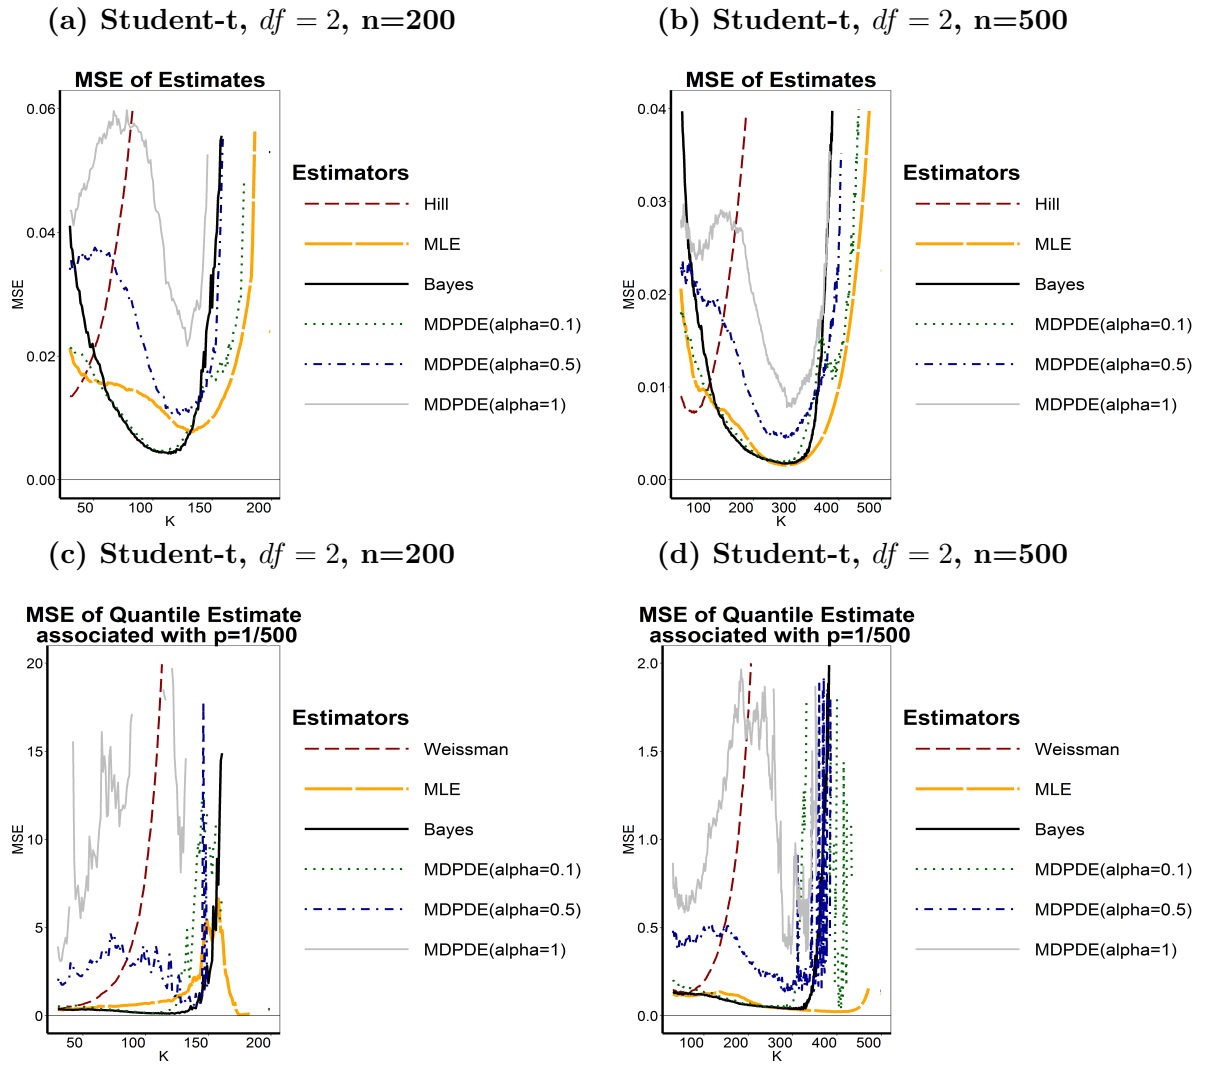 (a) Student-t, df = 2, n=200
MSE of Estimates
0.06
0.04
0.02
0.00
MSE
50 100 150 200
K
Estimators
Hill
MLE
Bayes
MDPDE(alpha=0.1)
MDPDE(alpha=0.5)
MDPDE(alpha=1)
(b) Student-t, df = 2, n=500
MSE of Estimates
0.04
0.03
0.02
0.01
0.00
MSE
100 200 300 400 500
K
Estimators
Hill
MLE
Bayes
MDPDE(alpha=0.1)
MDPDE(alpha=0.5)
MDPDE(alpha=1)
(c) Student-t, df = 2, n=200
MSE of Quantile Estimate
associated with p=1/500
20
15
10
5
0
MSE
50 100 150 200
K
Estimators
Weissman
MLE
Bayes
MDPDE(alpha=0.1)
MDPDE(alpha=0.5)
MDPDE(alpha=1)
(d) Student-t, df = 2, n=500
MSE of Quantile Estimate
associated with p=1/500
2.0
1.5
1.0
0.5
0.0
MSE
100 200 300 400 500
K
Estimators
Weissman
MLE
Bayes
MDPDE(alpha=0.1)
MDPDE(alpha=0.5)
MDPDE(alpha=1)